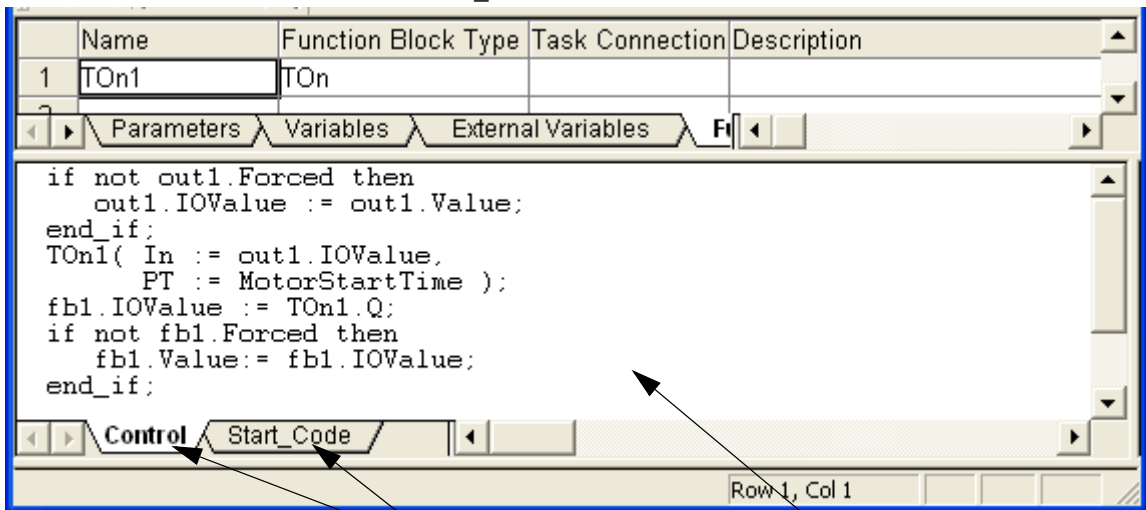 Name Function Block Type Task Connection Description
1 TOn1 TOn
Parameters Variables External Variables
if not out1.Forced then
out1.IOValue := out1.Value;
end_if;
TOn1( In := out1.IOValue,
PT := MotorStartTime );
fb1.IOValue := TOn1.Q;
if not fb1.Forced then
fb1.Value:= fb1.IOValue;
end_if;
Control Start_Code
Row 1, Col 1